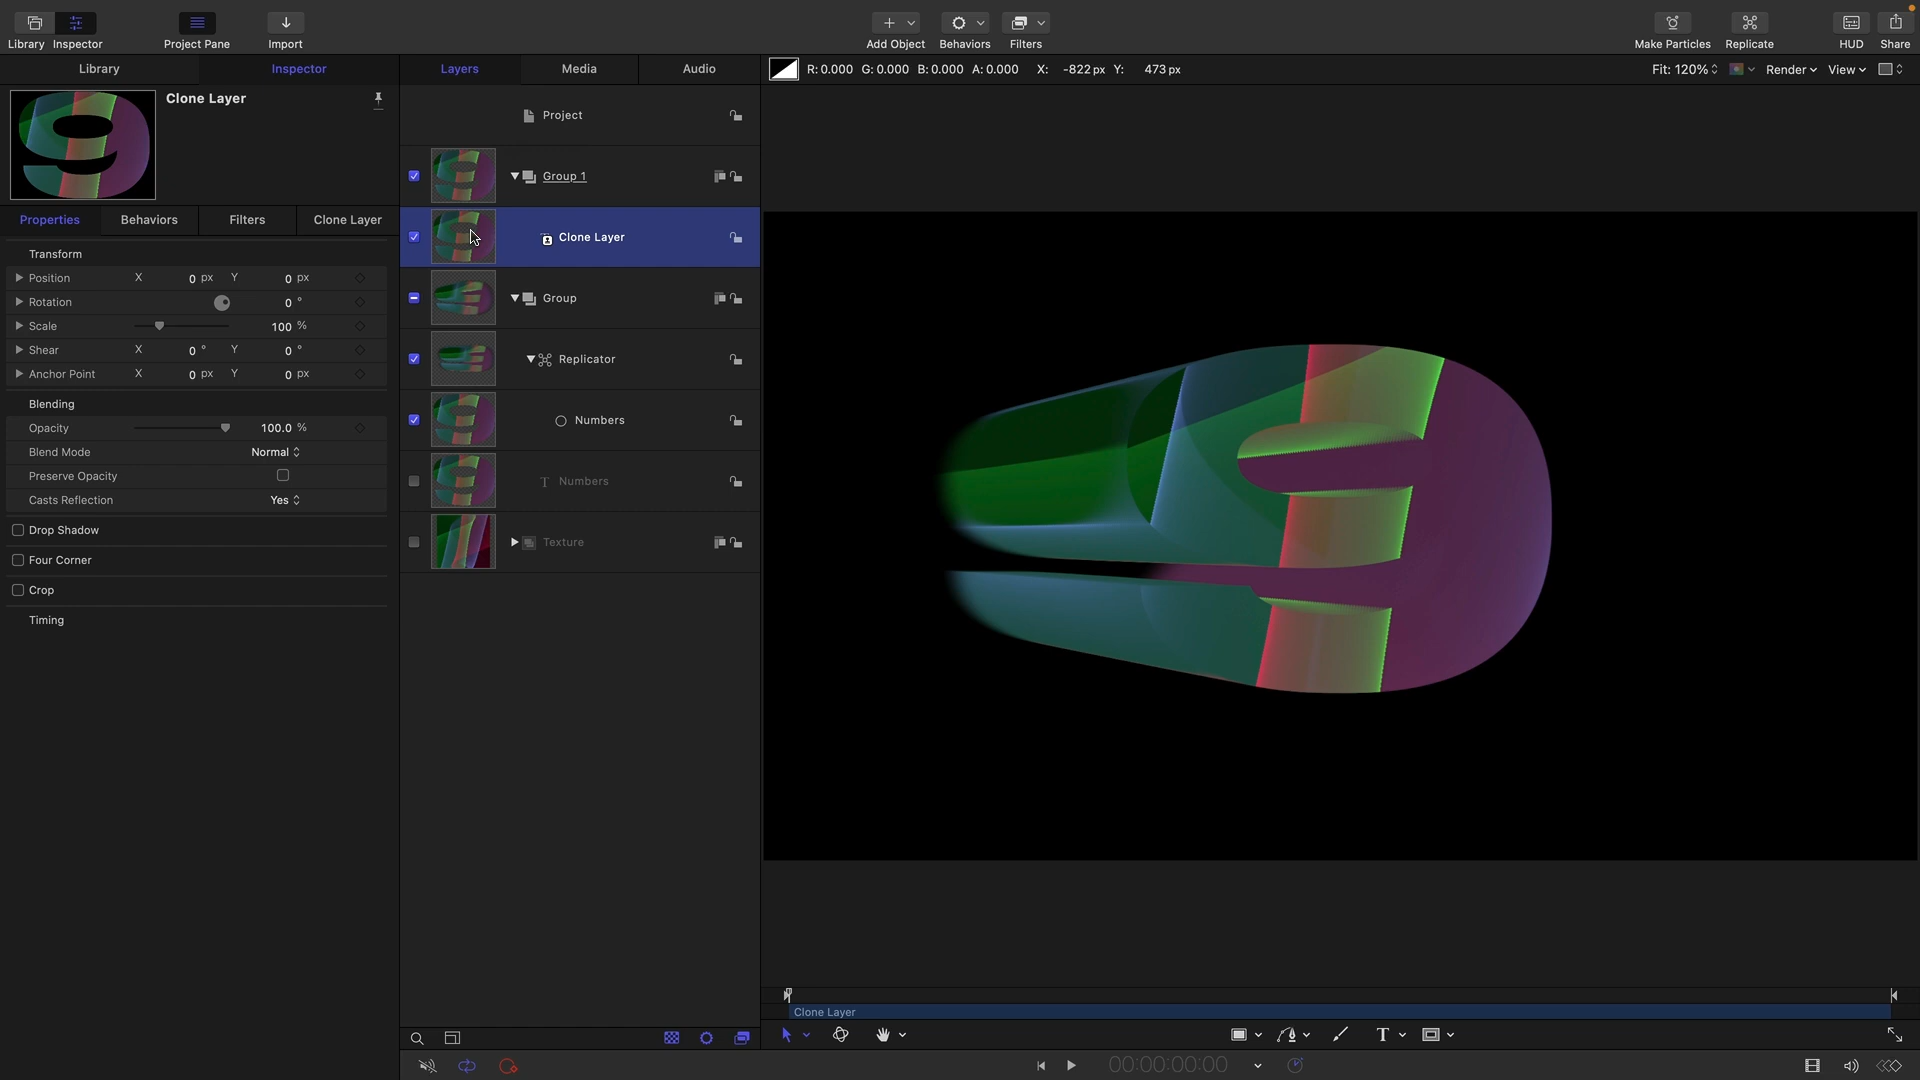 Library Inspector Project Pane Import Add Object Behaviors Filters Make Particles Replicate HUD Share
Library Inspector Layers Media Audio R: 0.000 G: 0.000 B: 0.000 A: 0.000 X: -822 px Y: 473 px Fit: 120% Render View
Clone Layer
Project
Group 1
Properties Behaviors Filters Clone Layer
Clone Layer
Transform
Position X 0 px Y 0 px
Rotation 0 °
Group
Scale 100 %
Shear X 0 ° Y 0 °
Replicator
Anchor Point X 0 px Y 0 px
Blending
Numbers
Opacity 100.0 %
Blend Mode Normal
Preserve Opacity
T Numbers
Casts Reflection Yes
Drop Shadow
Texture
Four Corner
Crop
Timing
Clone Layer
T
00:00:00:00